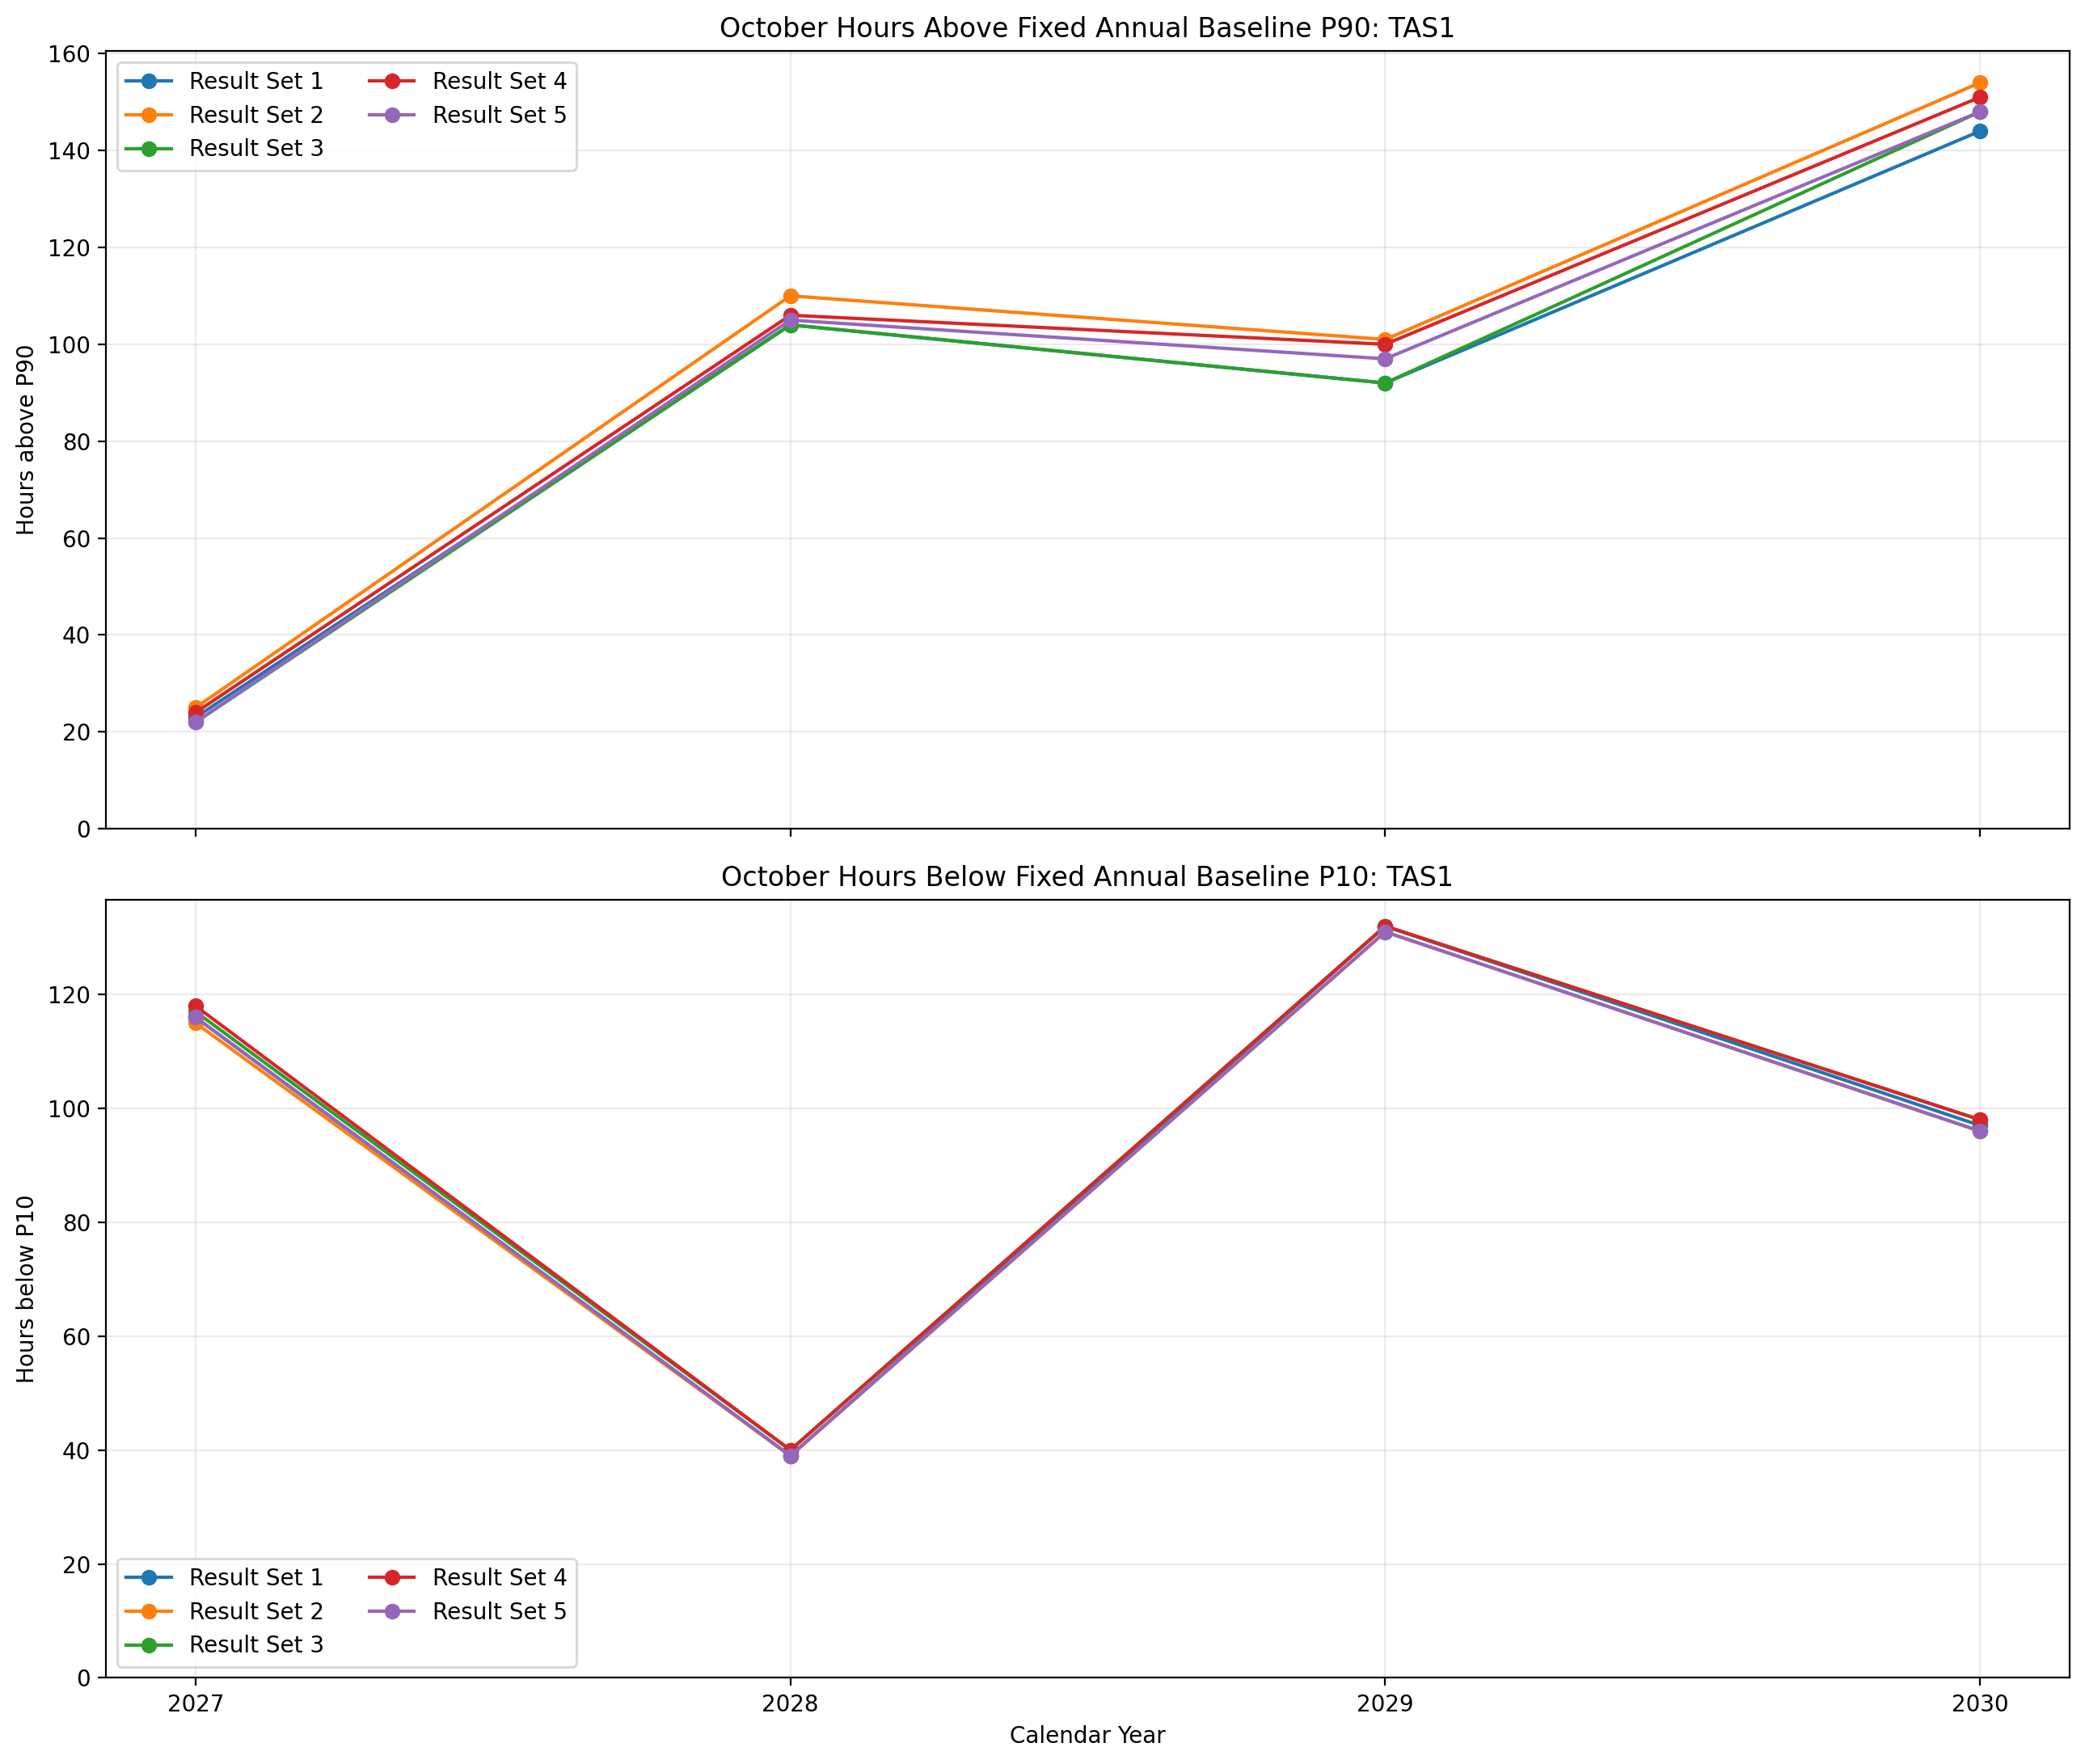 October Hours Above Fixed Annual Baseline P90: TAS1
160
140
120
100
80
60
40
20
0
Hours above P90
Result Set 1
Result Set 2
Result Set 3
Result Set 4
Result Set 5
October Hours Below Fixed Annual Baseline P10: TAS1
120
100
80
60
40
20
0
Hours below P10
Result Set 1
Result Set 2
Result Set 3
Result Set 4
Result Set 5
2027
2028
2029
2030
Calendar Year